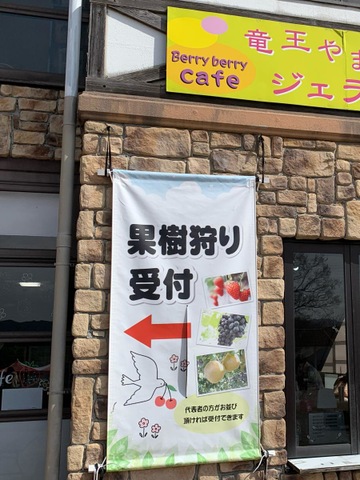 Berry berry
cafe
竜王や
ジェラ
果樹狩り
受付
代表者の方がお並び
頂ければ受付できます